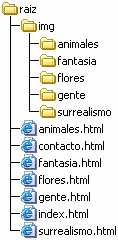 raiz
img
animales
fantasia
flores
gente
surrealismo
animales.html
contacto.html
fantasia.html
flores.html
gente.html
index.html
surrealismo.html